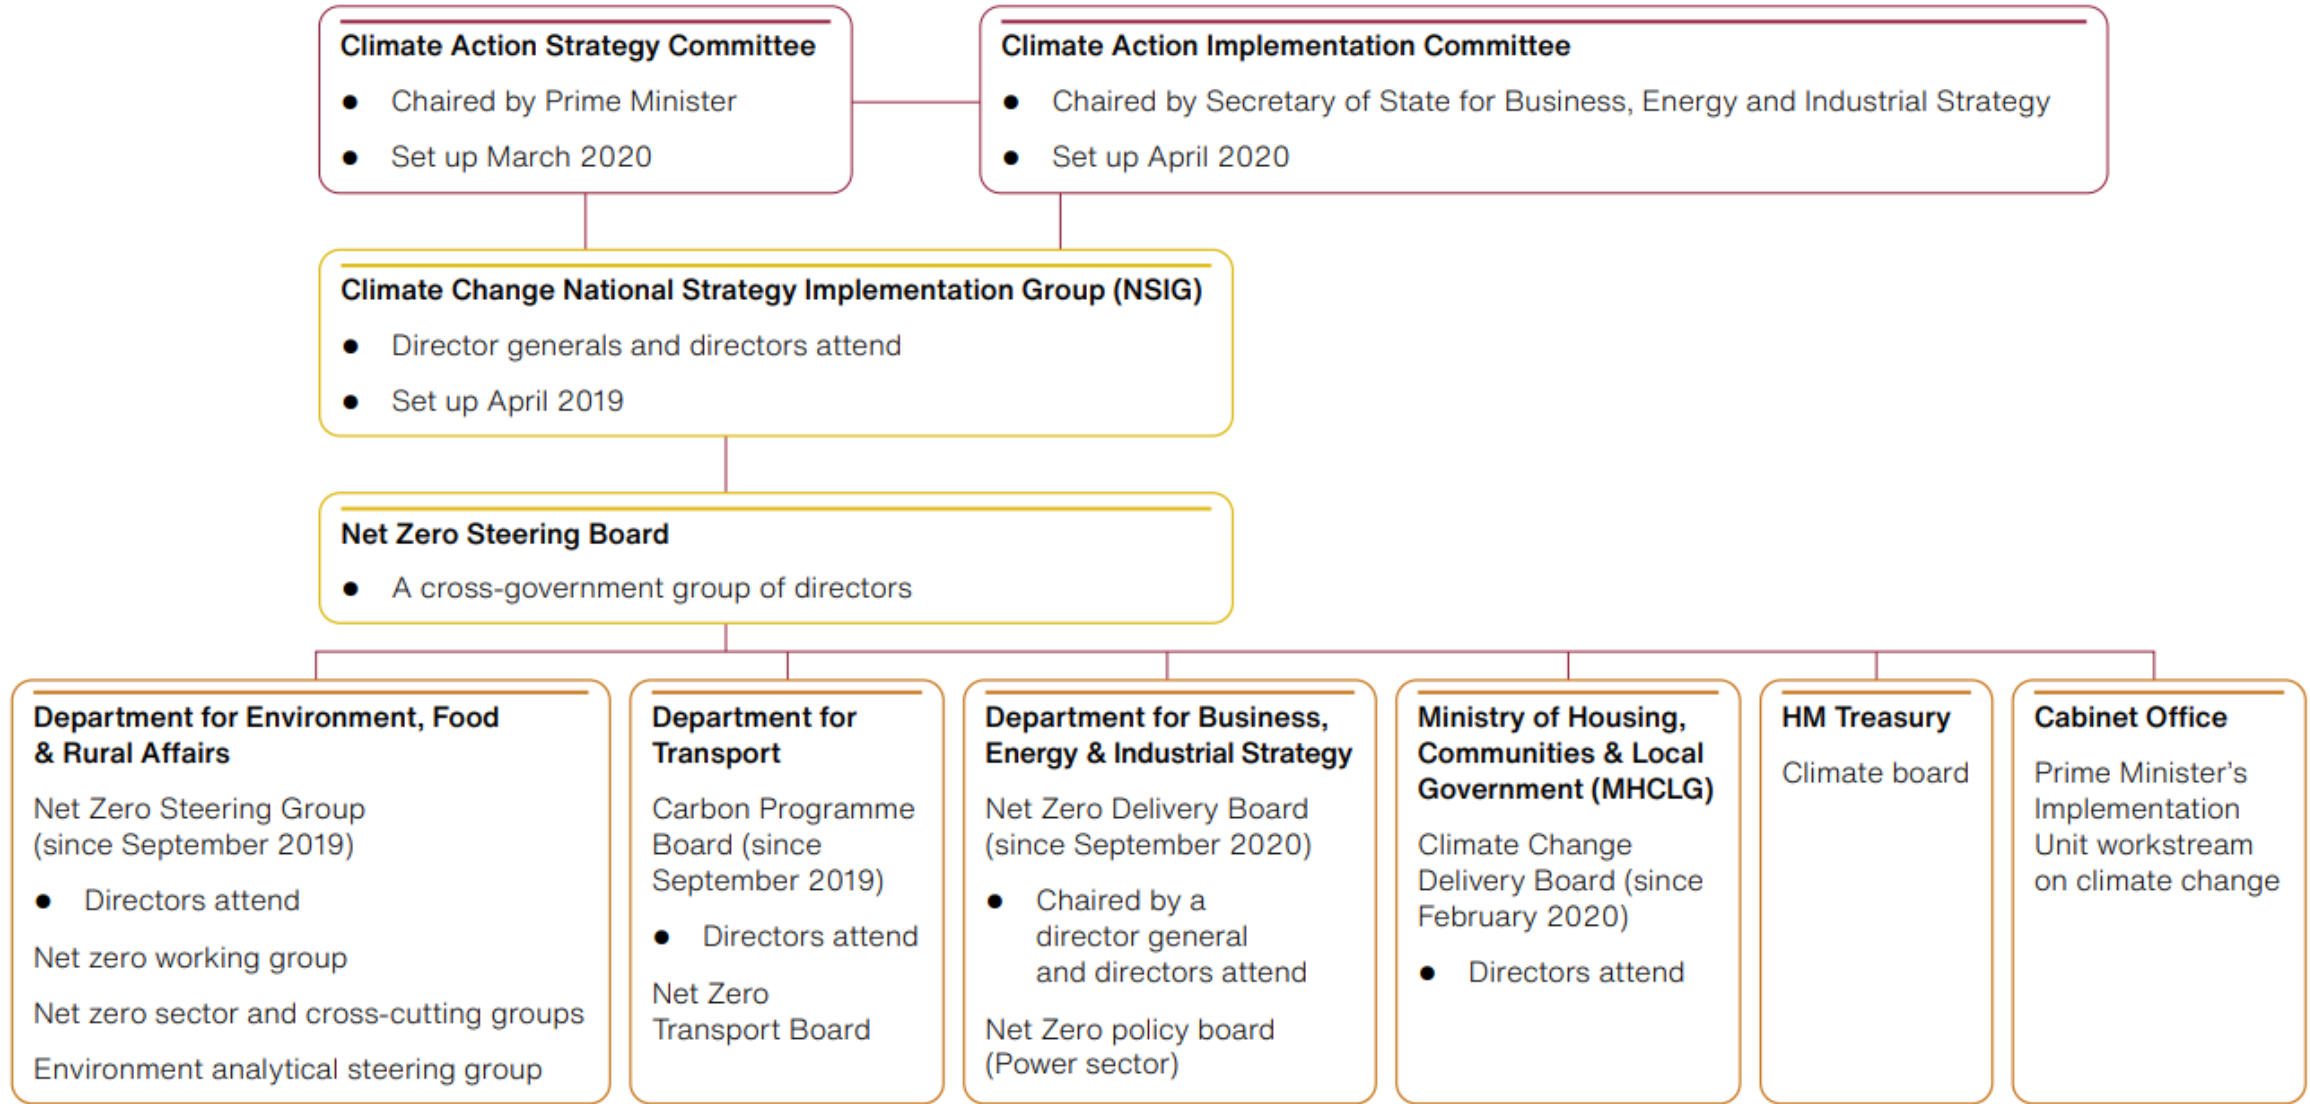 Climate Action Strategy Committee
● Chaired by Prime Minister
● Set up March 2020
Climate Action Implementation Committee
● Chaired by Secretary of State for Business, Energy and Industrial Strategy
● Set up April 2020
Climate Change National Strategy Implementation Group (NSIG)
● Director generals and directors attend
● Set up April 2019
Net Zero Steering Board
● A cross-government group of directors
Department for Environment, Food
& Rural Affairs
Net Zero Steering Group
(since September 2019)
● Directors attend
Net zero working group
Net zero sector and cross-cutting groups
Environment analytical steering group
Department for
Transport
Carbon Programme
Board (since
September 2019)
● Directors attend
Net Zero
Transport Board
Department for Business,
Energy & Industrial Strategy
Net Zero Delivery Board
(since September 2020)
● Chaired by a
director general
and directors attend
Net Zero policy board
(Power sector)
Ministry of Housing,
Communities & Local
Government (MHCLG)
Climate Change
Delivery Board (since
February 2020)
● Directors attend
HM Treasury
Climate board
Cabinet Office
Prime Minister’s
Implementation
Unit workstream
on climate change